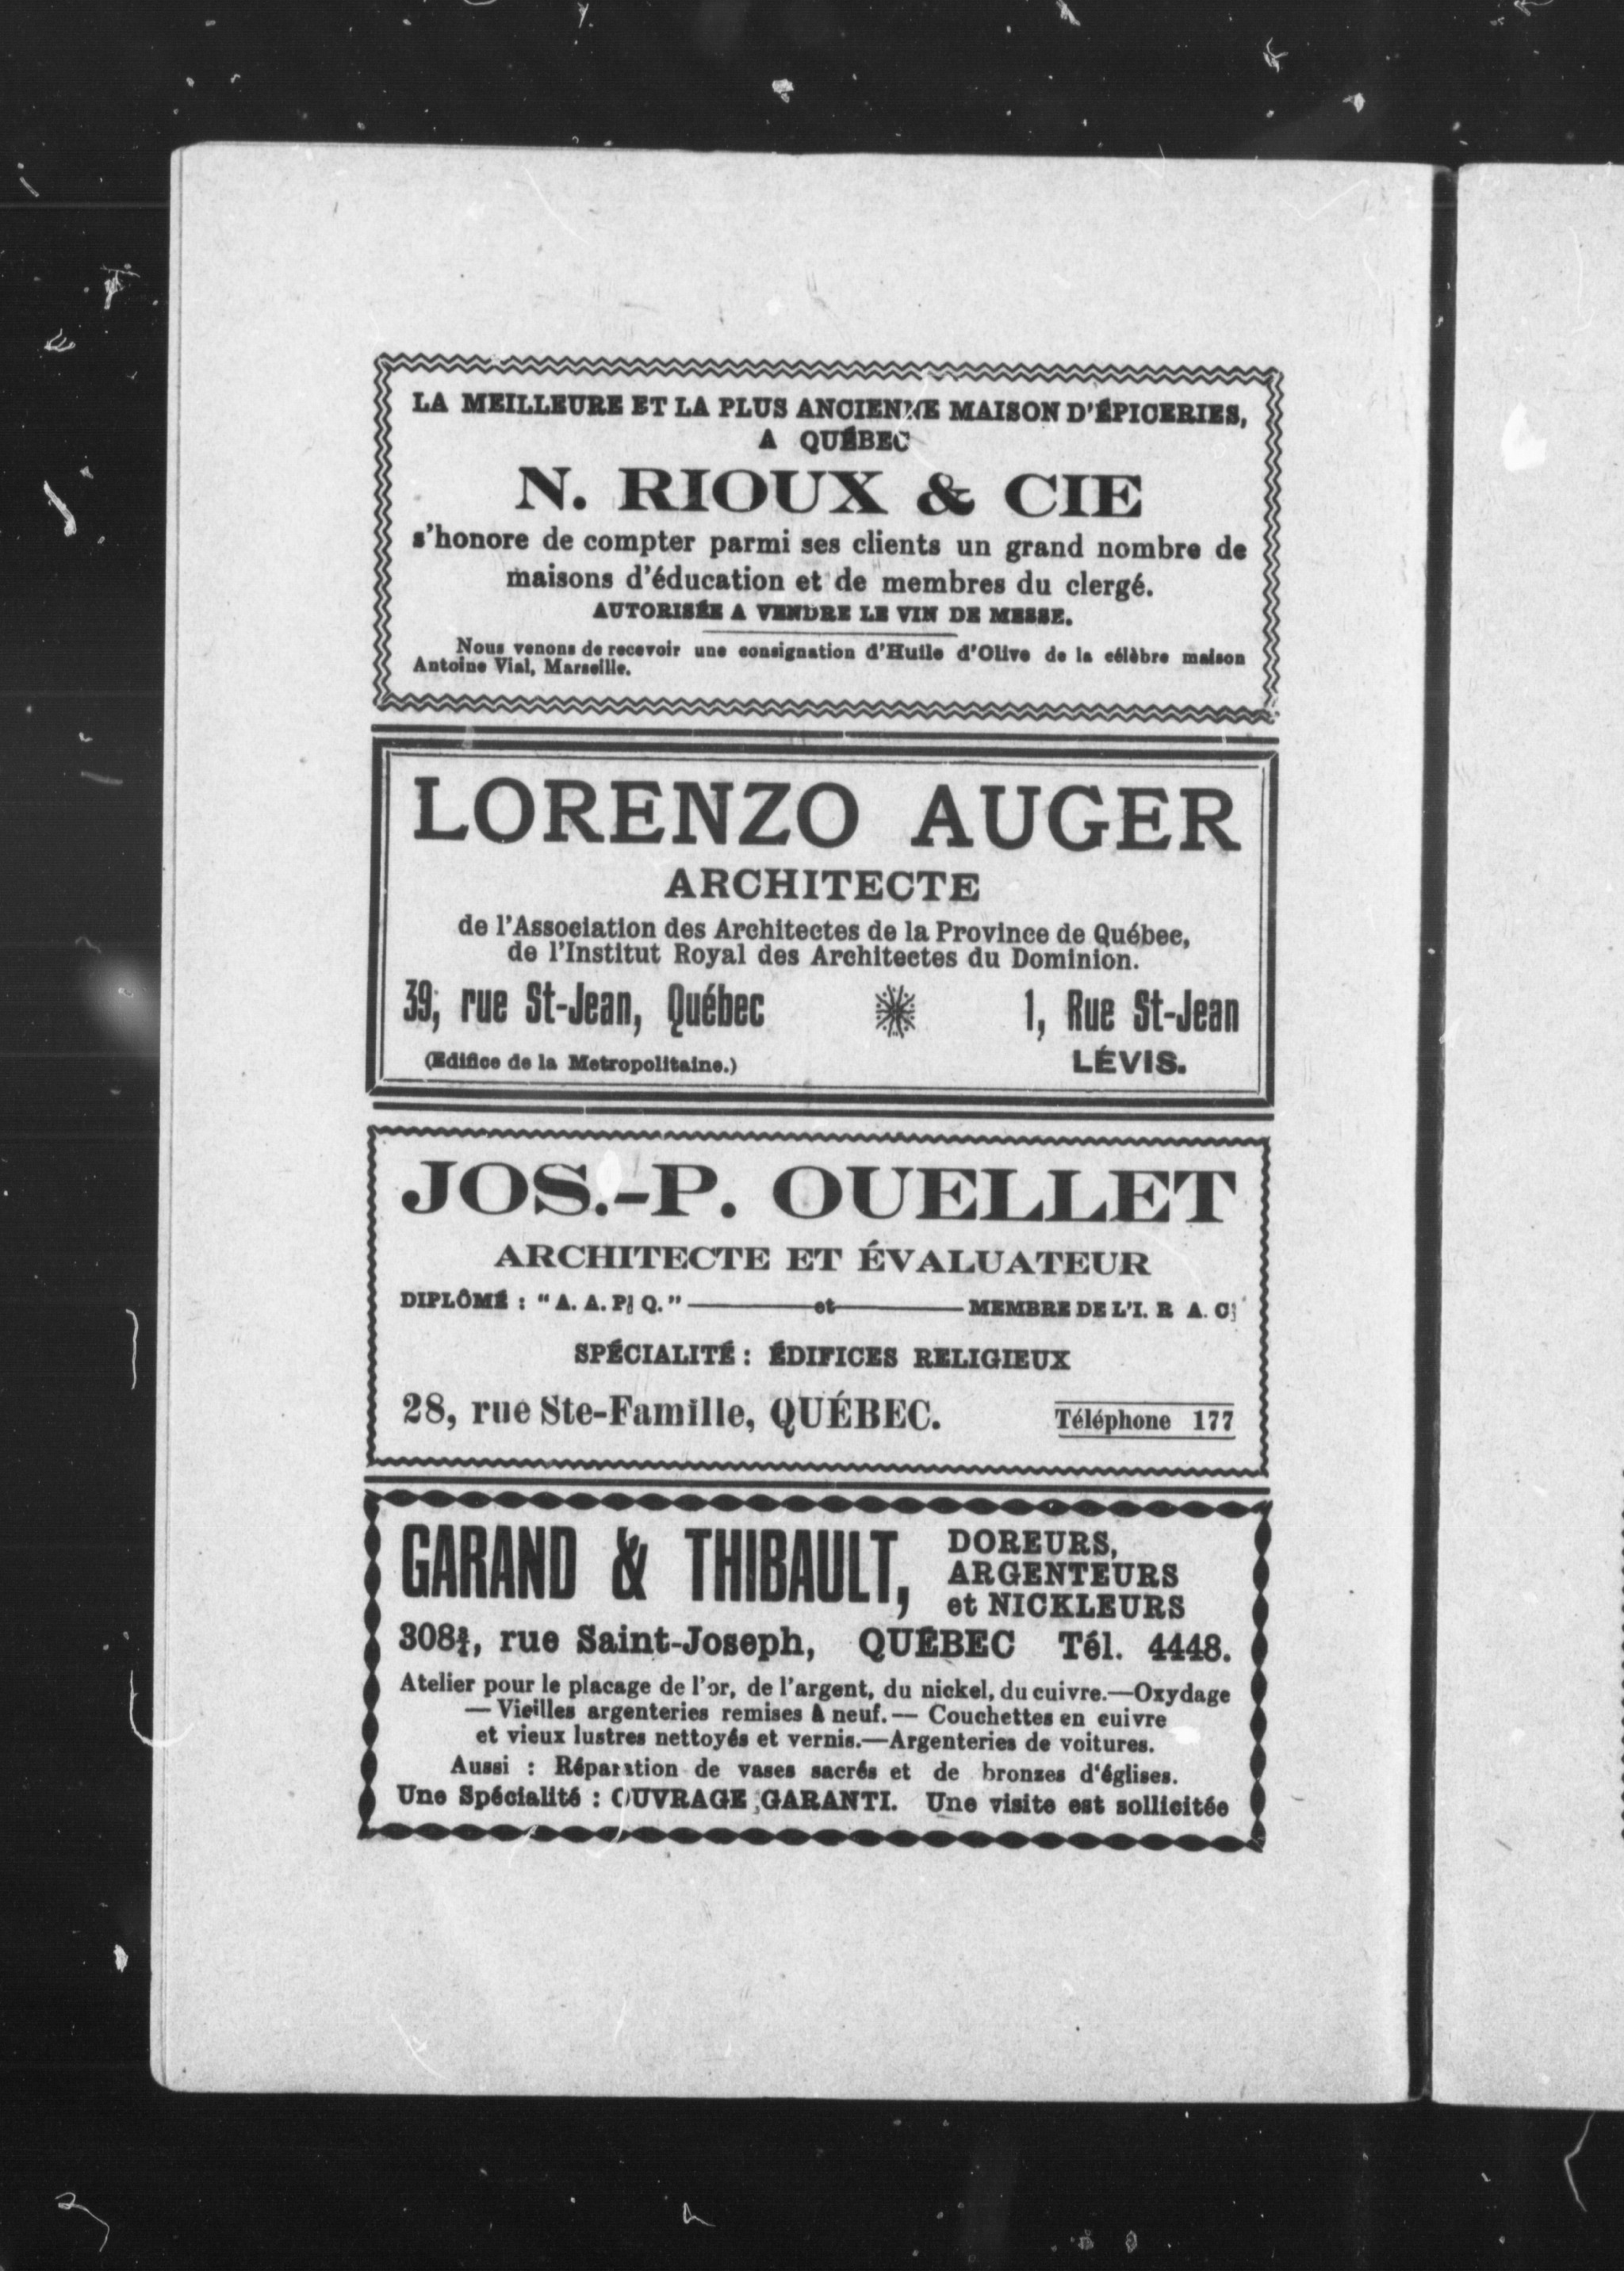 LA MEILLEURE ET LA PLUS ANCIENNE MAISON D'ÉPICERIES,
A QUÉBEC
N. RIOUX & CIE
s'honore de compter parmi ses clients un grand nombre de
maisons d'éducation et de membres du clergé.
AUTORISÉE A VENDRE LE VIN DE MESSE.
Nous venons de recevoir une consignation d'Huile d'Olive de la célèbre maison
Antoine Vial, Marseille.
LORENZO AUGER
ARCHITECTE
de l'Association des Architectes de la Province de Québec,
de l'Institut Royal des Architectes du Dominion.
39, rue St-Jean, Québec 1, Rue St-Jean
(Edifice de la Metropolitaine.) LÉVIS.
JOS.-P. OUELLET
ARCHITECTE ET ÉVALUATEUR
DIPLÔMÉ : "A. A. P. Q." ——— et ——— MEMBRE DE L'I. R A. C.
SPÉCIALITÉ : ÉDIFICES RELIGIEUX
28, rue Ste-Famille, QUÉBEC. Téléphone 177
GARAND & THIBAULT, DOREURS,
ARGENTEURS
et NICKLEURS
308¾, rue Saint-Joseph, QUÉBEC Tél. 4448.
Atelier pour le placage de l'or, de l'argent, du nickel, du cuivre.—Oxydage
— Vieilles argenteries remises à neuf. — Couchettes en cuivre
et vieux lustres nettoyés et vernis.—Argenteries de voitures.
Aussi : Réparation de vases sacrés et de bronzes d'églises.
Une Spécialité : OUVRAGE GARANTI. Une visite est sollicitée